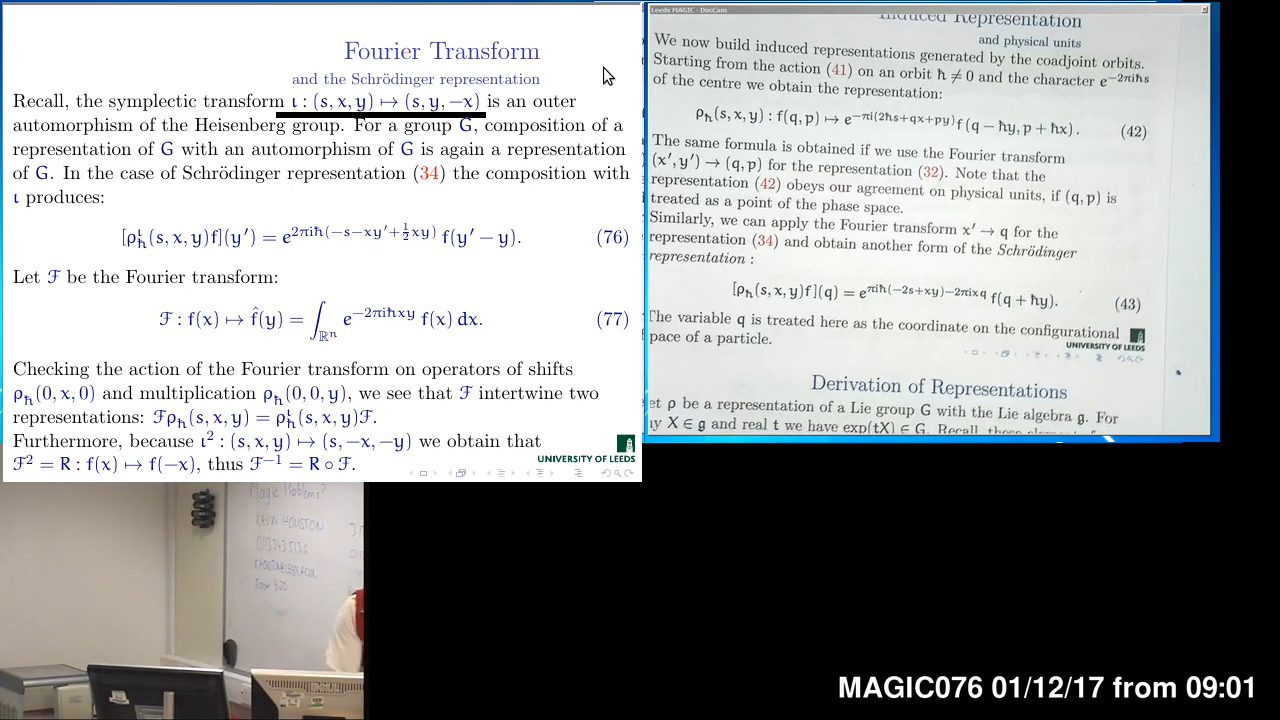 Fourier Transform
and the Schrödinger representation
Recall, the symplectic transform ι : (s, x, y) ↦ (s, y, −x) is an outer
automorphism of the Heisenberg group. For a group G, composition of a
representation of G with an automorphism of G is again a representation
of G. In the case of Schrödinger representation (34) the composition with
ι produces:
[ρ^ι_ħ(s, x, y)f](y′) = e^{2πiħ(−s−xy′+½xy)} f(y′ − y). (76)
Let ℱ be the Fourier transform:
ℱ : f(x) ↦ f̂(y) = ∫_{ℝⁿ} e^{−2πiħxy} f(x) dx. (77)
Checking the action of the Fourier transform on operators of shifts
ρ_ħ(0, x, 0) and multiplication ρ_ħ(0, 0, y), we see that ℱ intertwine two
representations: ℱρ_ħ(s, x, y) = ρ^ι_ħ(s, x, y)ℱ.
Furthermore, because ι² : (s, x, y) ↦ (s, −x, −y) we obtain that
ℱ² = R : f(x) ↦ f(−x), thus ℱ⁻¹ = R ∘ ℱ.
UNIVERSITY OF LEEDS
Leeds MAGIC - DocCam
Induced Representation
and physical units
We now build induced representations generated by the coadjoint orbits.
Starting from the action (41) on an orbit ħ ≠ 0 and the character e^{−2πiħs}
of the centre we obtain the representation:
ρ_ħ(s, x, y) : f(q, p) ↦ e^{−πi(2ħs+qx+py)} f (q − ħy, p + ħx) . (42)
The same formula is obtained if we use the Fourier transform
(x′, y′) → (q, p) for the representation (32). Note that the
representation (42) obeys our agreement on physical units, if (q, p) is
treated as a point of the phase space.
Similarly, we can apply the Fourier transform x′ → q for the
representation (34) and obtain another form of the Schrödinger
representation :
[ρ_ħ(s, x, y)f](q) = e^{πiħ(−2s+xy)−2πixq} f(q + ħy). (43)
The variable q is treated here as the coordinate on the configurational
pace of a particle.
UNIVERSITY OF LEEDS
Derivation of Representations
et ρ be a representation of a Lie group G with the Lie algebra 𝔤. For
ny X ∈ 𝔤 and real t we have exp(tX) ∈ G. Recall, these
Magic Problems?
KEVIN HOUSTON
MAGIC076 01/12/17 from 09:01